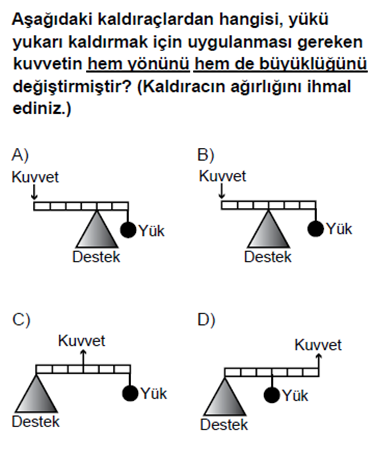 Aşağıdaki kaldıraçlardan hangisi, yükü
yukarı kaldırmak için uygulanması gereken
kuvvetin hem yönünü hem de büyüklüğünü
değiştirmiştir? (Kaldıracın ağırlığını ihmal
ediniz.)
A)
Kuvvet
Yük
Destek
B)
Kuvvet
Yük
Destek
C)
Kuvvet
Yük
Destek
D)
Kuvvet
Yük
Destek